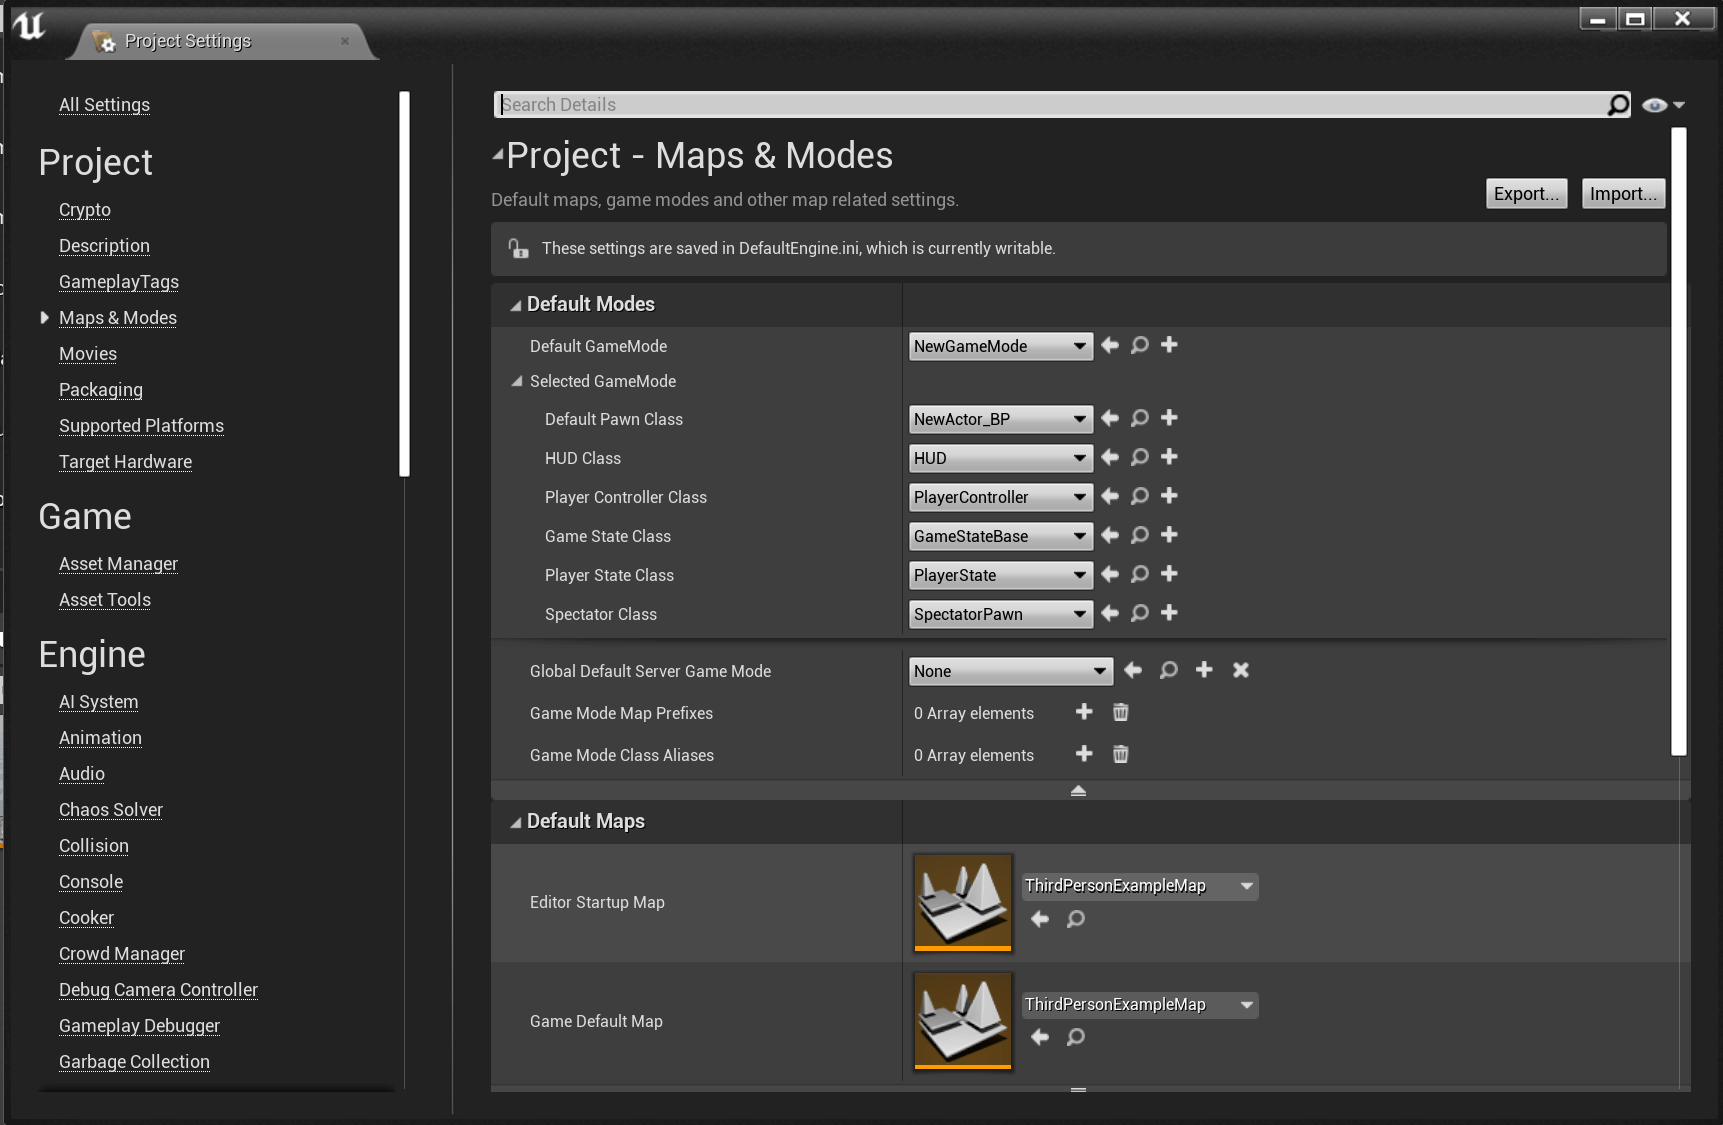 Project Settings
All Settings
Project
Crypto
Description
GameplayTags
Maps & Modes
Movies
Packaging
Supported Platforms
Target Hardware
Game
Asset Manager
Asset Tools
Engine
AI System
Animation
Audio
Chaos Solver
Collision
Console
Cooker
Crowd Manager
Debug Camera Controller
Gameplay Debugger
Garbage Collection
Search Details
Project - Maps & Modes
Default maps, game modes and other map related settings.
Export...
Import...
These settings are saved in DefaultEngine.ini, which is currently writable.
Default Modes
Default GameMode NewGameMode
Selected GameMode
Default Pawn Class NewActor_BP
HUD Class HUD
Player Controller Class PlayerController
Game State Class GameStateBase
Player State Class PlayerState
Spectator Class SpectatorPawn
Global Default Server Game Mode None
Game Mode Map Prefixes 0 Array elements
Game Mode Class Aliases 0 Array elements
Default Maps
Editor Startup Map ThirdPersonExampleMap
Game Default Map ThirdPersonExampleMap